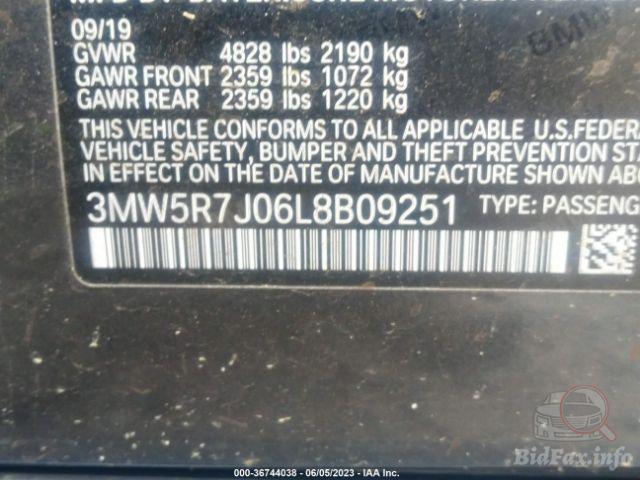 09/19
GVWR 4828 lbs 2190 kg
GAWR FRONT 2359 lbs 1072 kg
GAWR REAR 2359 lbs 1220 kg
THIS VEHICLE CONFORMS TO ALL APPLICABLE U.S.FEDER
VEHICLE SAFETY, BUMPER AND THEFT PREVENTION STA
IN EFFECT ON THE DATE OF MANUFACTURE SHOWN ABO
3MW5R7J06L8B09251 TYPE: PASSENG
BidFax.info
000-36744038 - 06/05/2023 - IAA Inc.